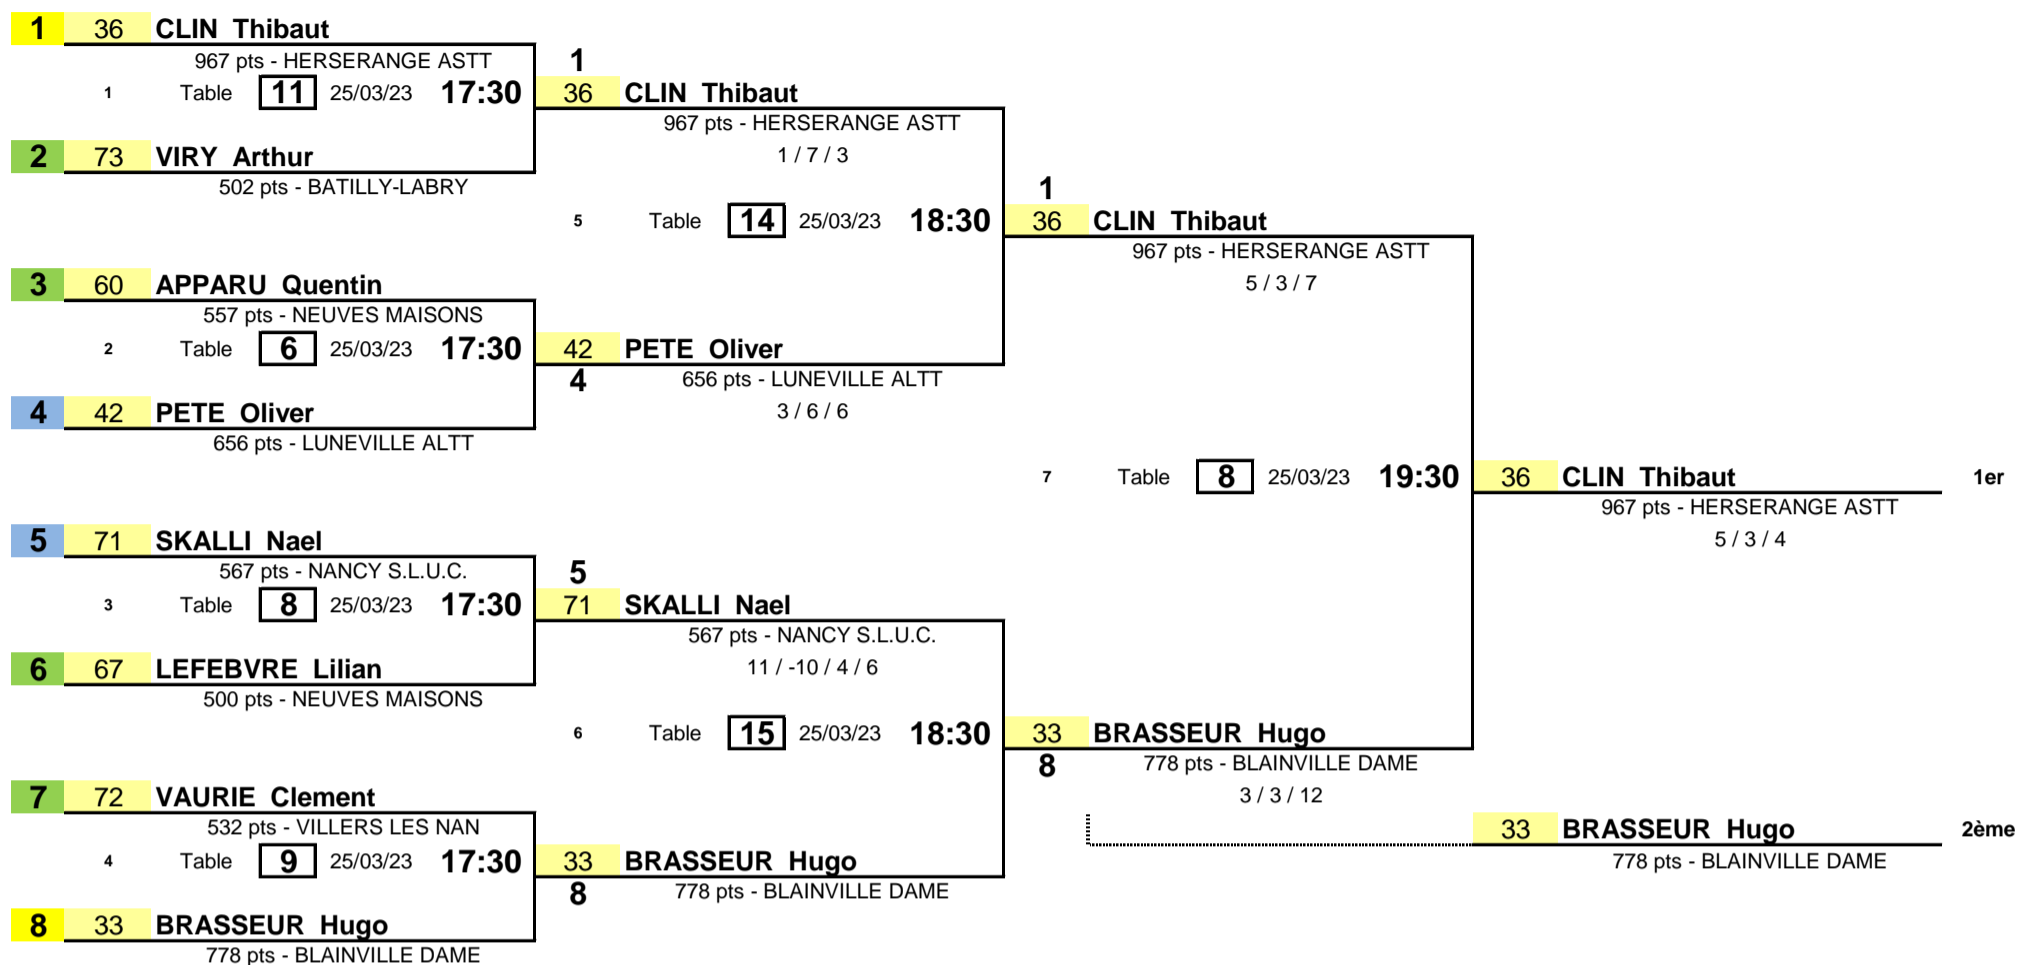 1 36 CLIN Thibaut
967 pts - HERSERANGE ASTT
1 Table 11 25/03/23 17:30
2 73 VIRY Arthur
502 pts - BATILLY-LABRY
3 60 APPARU Quentin
557 pts - NEUVES MAISONS
2 Table 6 25/03/23 17:30
4 42 PETE Oliver
656 pts - LUNEVILLE ALTT
5 71 SKALLI Nael
567 pts - NANCY S.L.U.C.
3 Table 8 25/03/23 17:30
6 67 LEFEBVRE Lilian
500 pts - NEUVES MAISONS
7 72 VAURIE Clement
532 pts - VILLERS LES NAN
4 Table 9 25/03/23 17:30
8 33 BRASSEUR Hugo
778 pts - BLAINVILLE DAME
1
36 CLIN Thibaut
967 pts - HERSERANGE ASTT
1 / 7 / 3
5 Table 14 25/03/23 18:30
42 PETE Oliver
4
656 pts - LUNEVILLE ALTT
3 / 6 / 6
5
71 SKALLI Nael
567 pts - NANCY S.L.U.C.
11 / -10 / 4 / 6
6 Table 15 25/03/23 18:30
33 BRASSEUR Hugo
8
778 pts - BLAINVILLE DAME
1
36 CLIN Thibaut
967 pts - HERSERANGE ASTT
5 / 3 / 7
7 Table 8 25/03/23 19:30
33 BRASSEUR Hugo
8
778 pts - BLAINVILLE DAME
3 / 3 / 12
36 CLIN Thibaut 1er
967 pts - HERSERANGE ASTT
5 / 3 / 4
33 BRASSEUR Hugo 2ème
778 pts - BLAINVILLE DAME